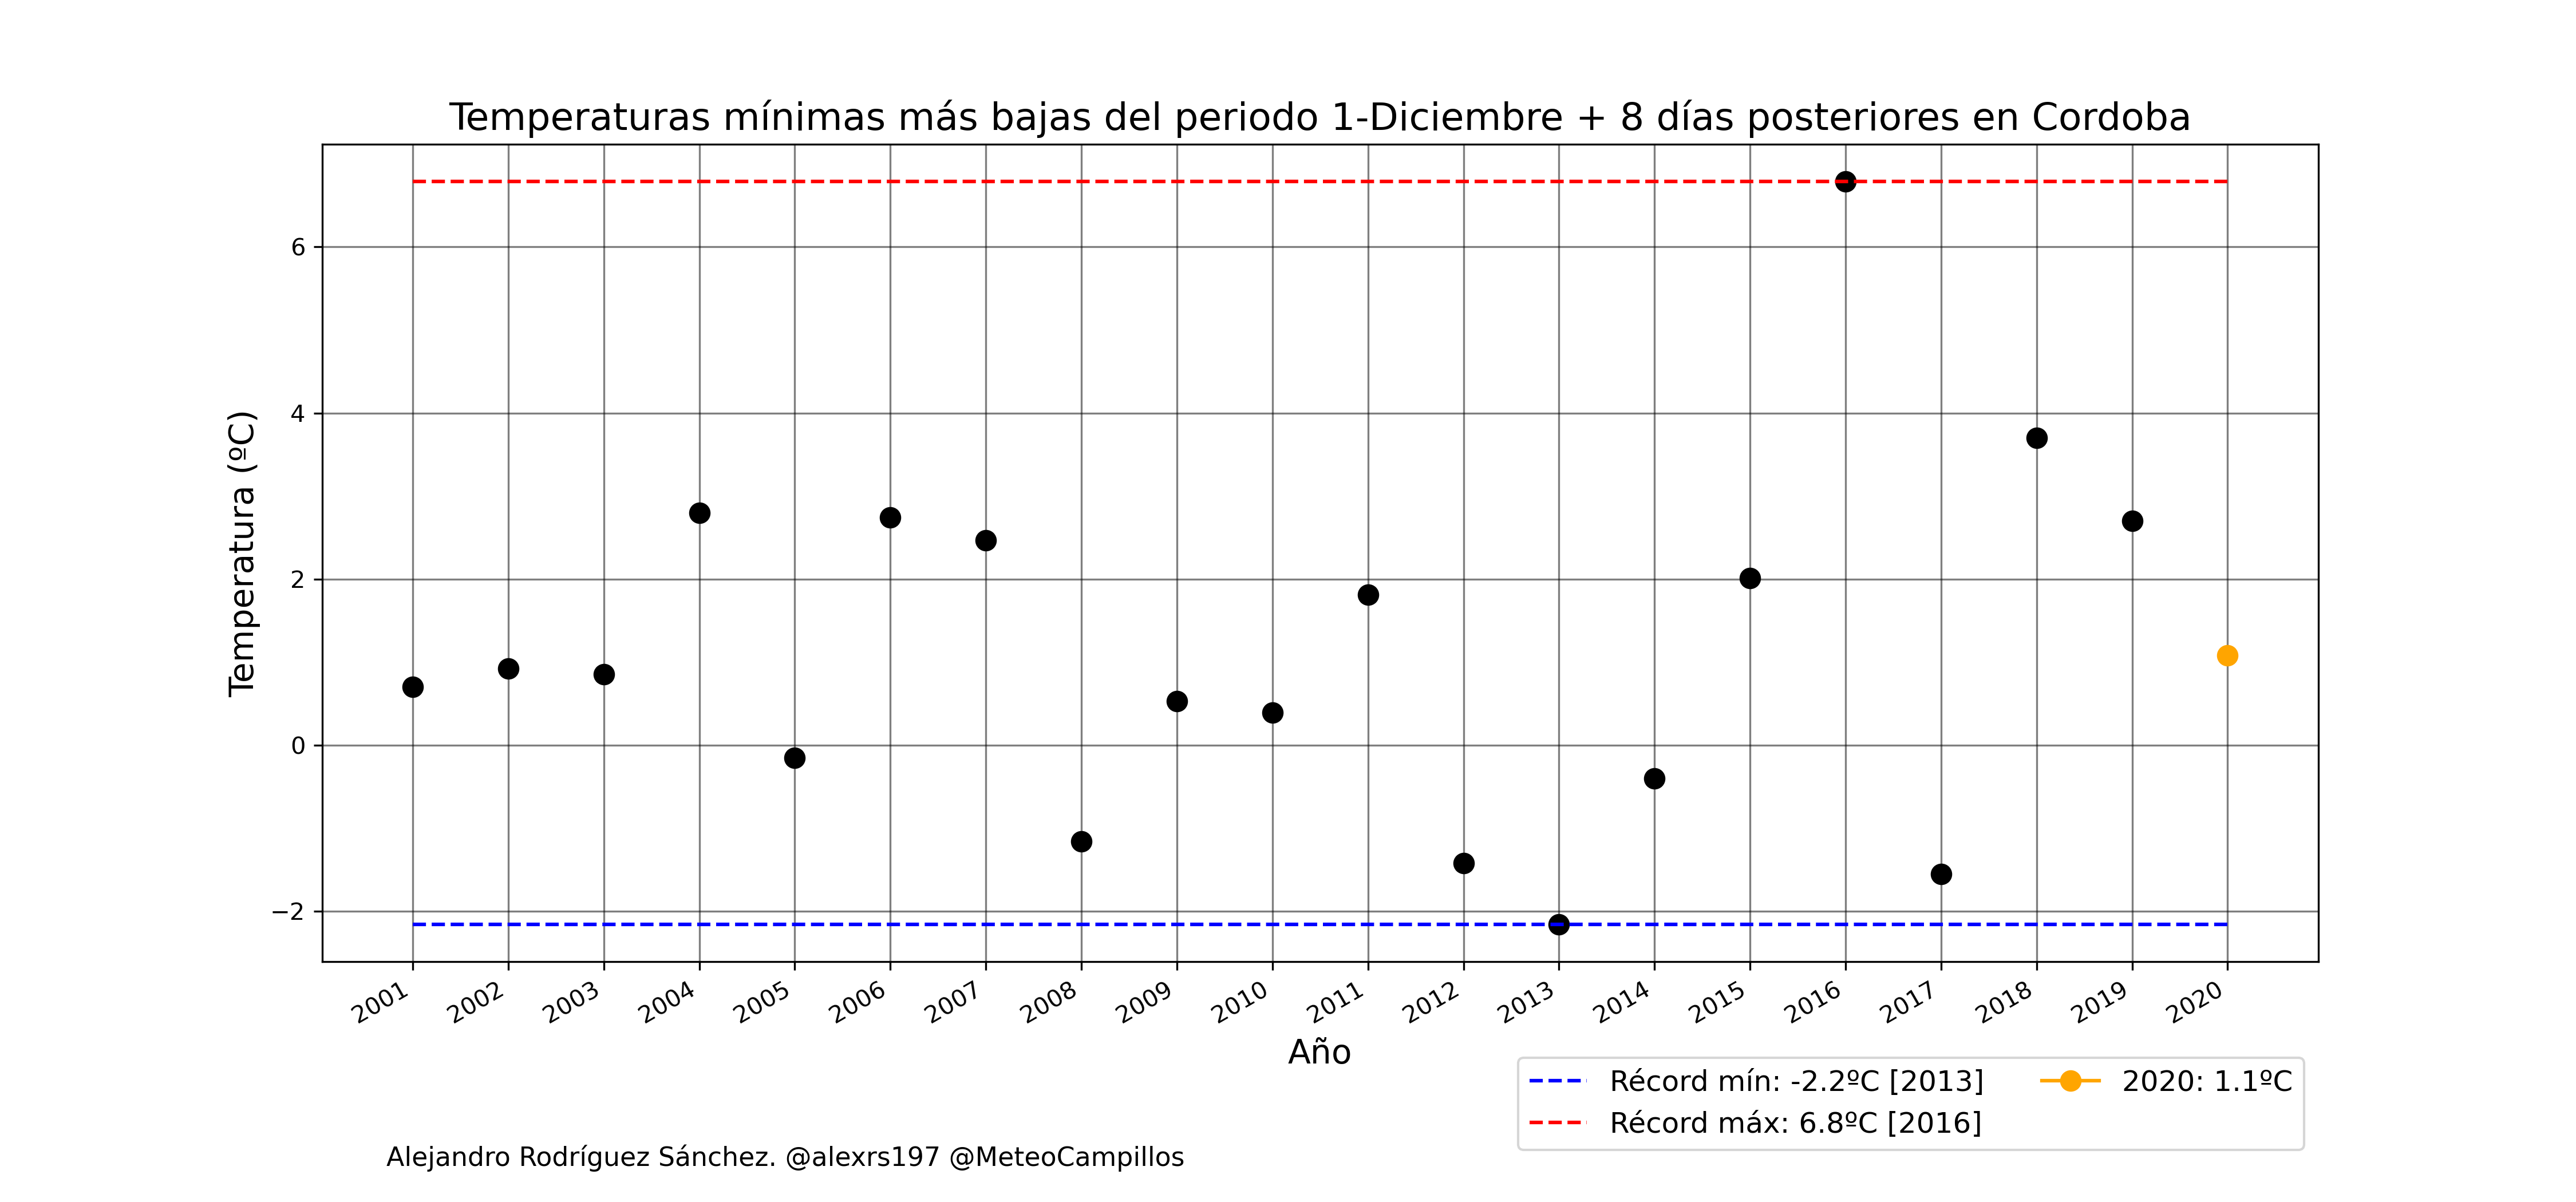 Temperaturas mínimas más bajas del periodo 1-Diciembre + 8 días posteriores en Cordoba
Temperatura (ºC)
6
4
2
0
−2
2001 2002 2003 2004 2005 2006 2007 2008 2009 2010 2011 2012 2013 2014 2015 2016 2017 2018 2019 2020
Año
Récord mín: -2.2ºC [2013]
Récord máx: 6.8ºC [2016]
2020: 1.1ºC
Alejandro Rodríguez Sánchez. @alexrs197 @MeteoCampillos